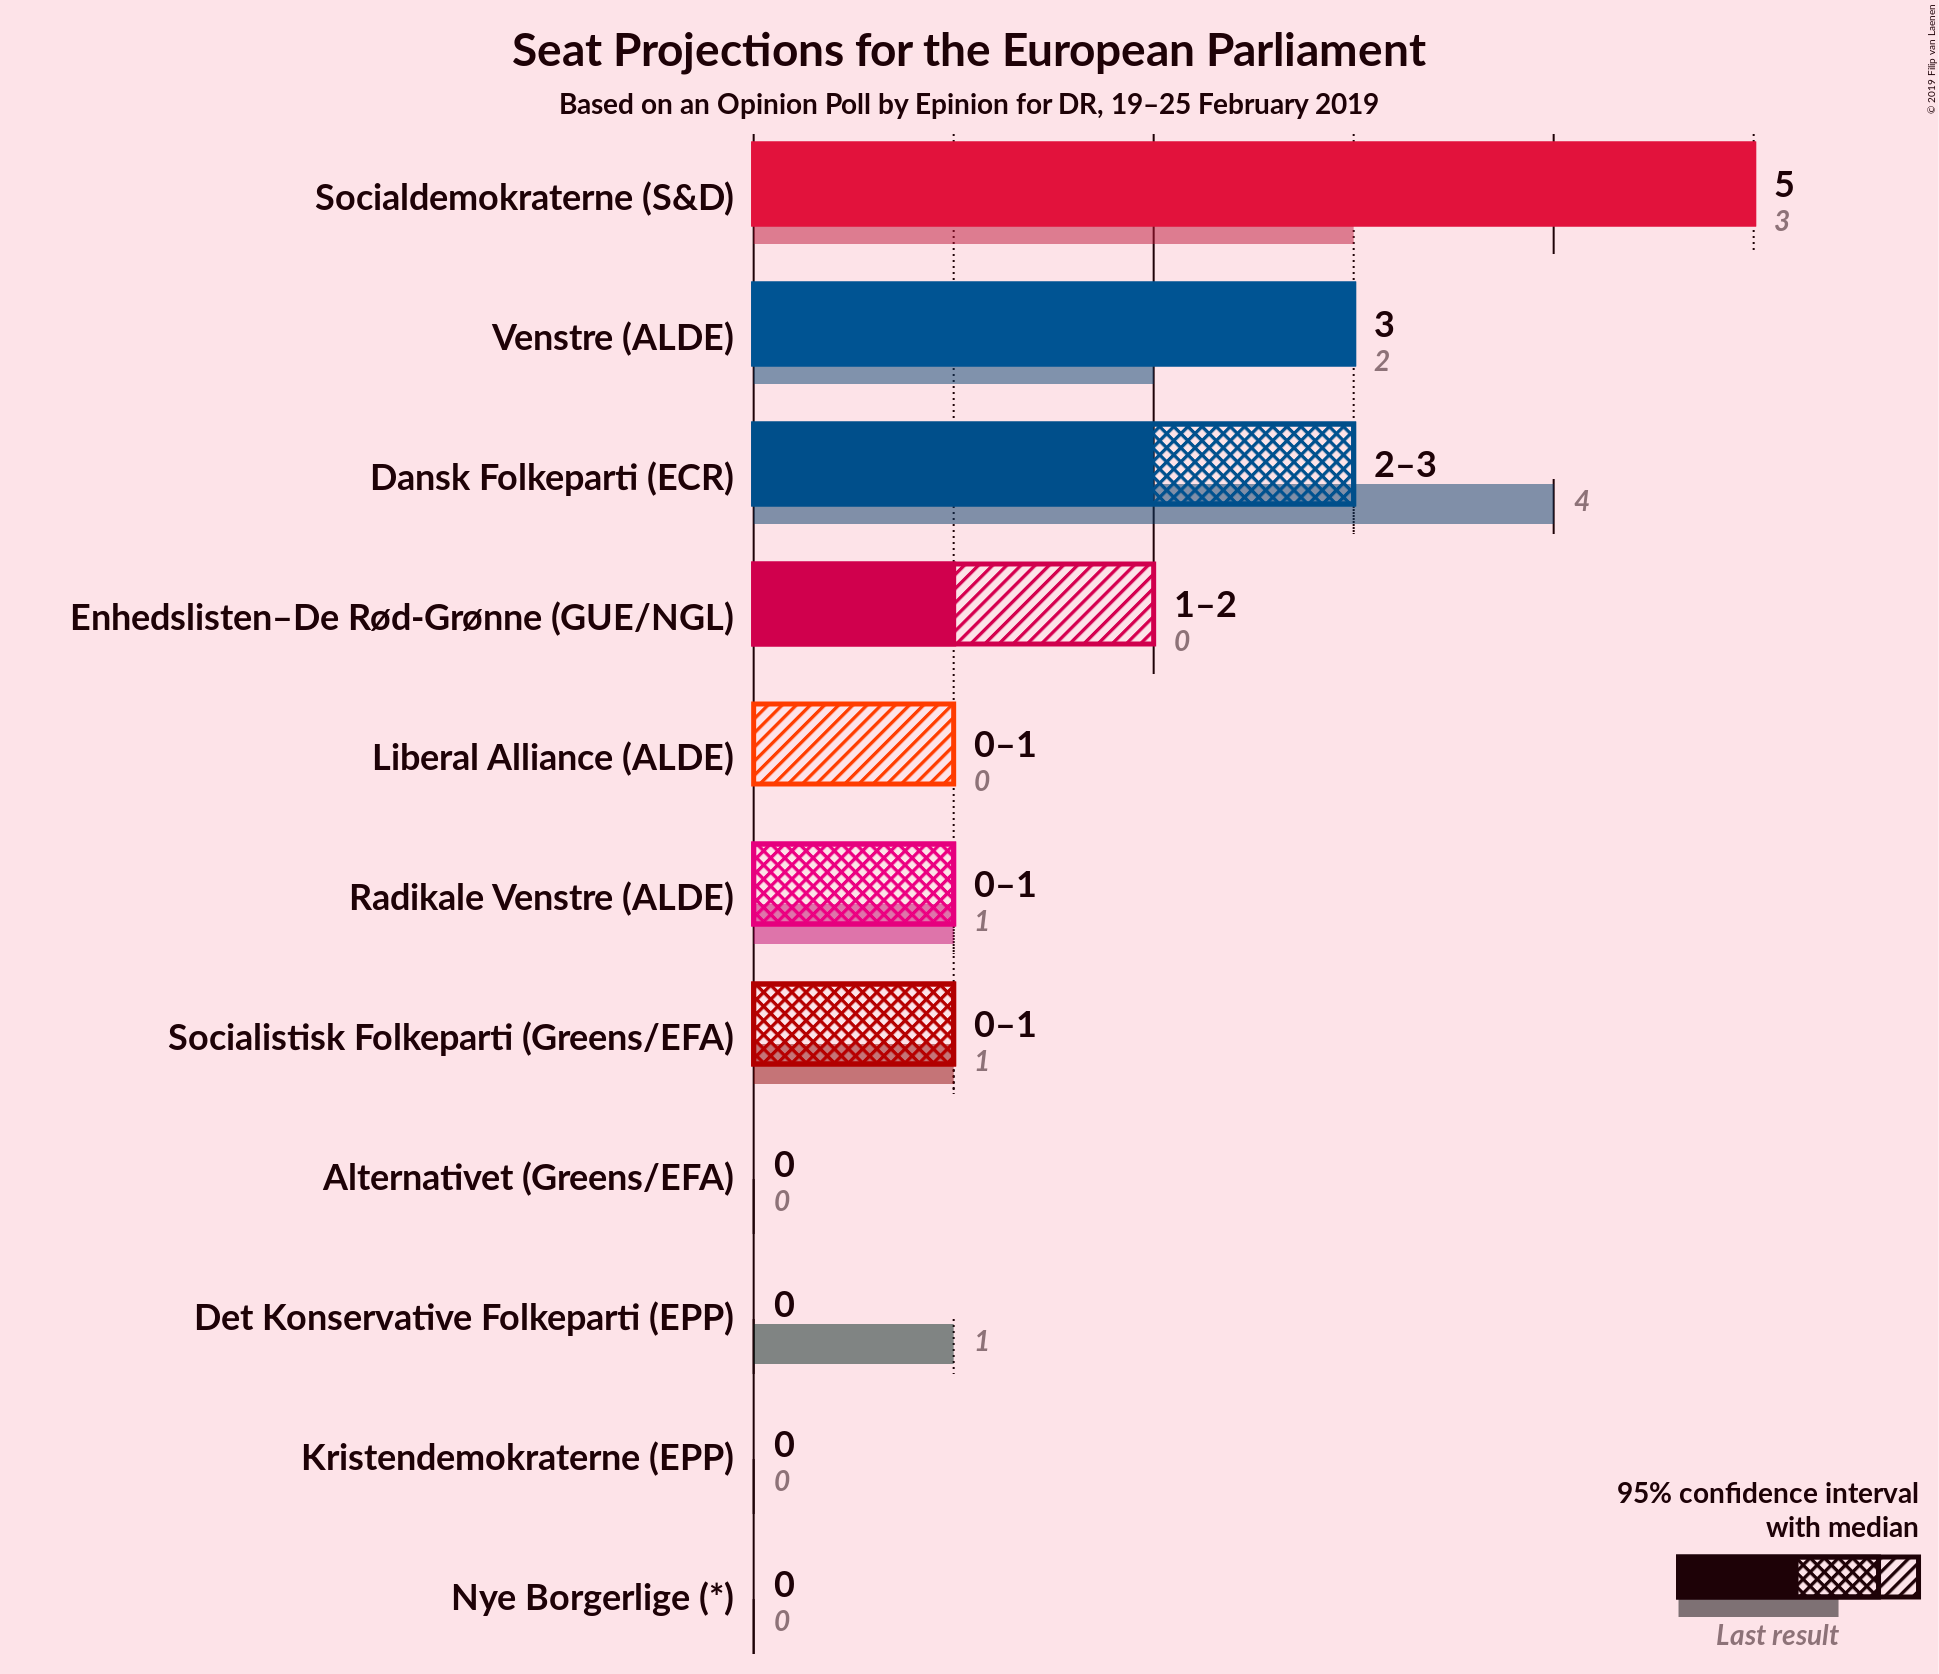 Seat Projections for the European Parliament
Based on an Opinion Poll by Epinion for DR, 19–25 February 2019
© 2019 Filip van Laenen
Socialdemokraterne (S&D)
5
3
Venstre (ALDE)
3
2
Dansk Folkeparti (ECR)
2–3
4
Enhedslisten–De Rød-Grønne (GUE/NGL)
1–2
0
Liberal Alliance (ALDE)
0–1
0
Radikale Venstre (ALDE)
0–1
1
Socialistisk Folkeparti (Greens/EFA)
0–1
1
Alternativet (Greens/EFA)
0
0
Det Konservative Folkeparti (EPP)
0
1
Kristendemokraterne (EPP)
0
0
Nye Borgerlige (*)
0
0
95% confidence interval
with median
Last result